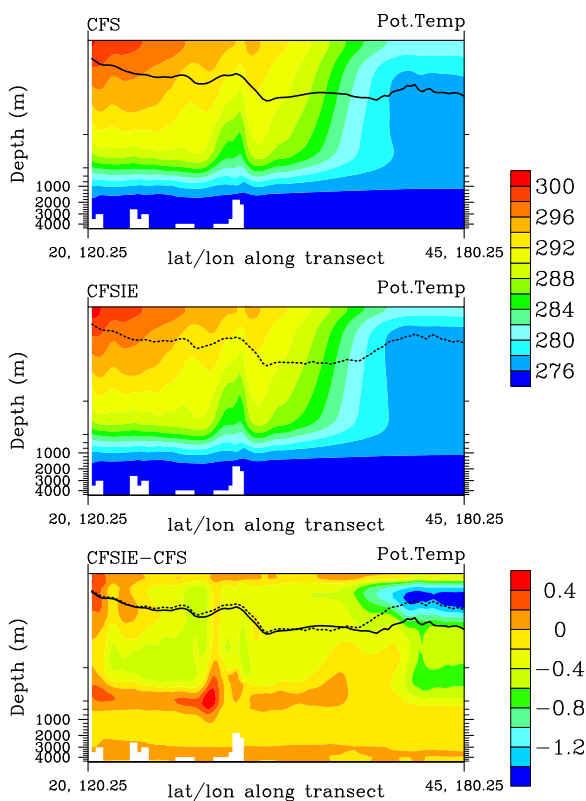 CFS Pot.Temp
Depth (m)
1000
2000
3000
4000
20, 120.25 45, 180.25
lat/lon along transect
CFSIE Pot.Temp
Depth (m)
1000
2000
3000
4000
20, 120.25 45, 180.25
lat/lon along transect
300
296
292
288
284
280
276
CFSIE-CFS Pot.Temp
Depth (m)
1000
2000
3000
4000
20, 120.25 45, 180.25
lat/lon along transect
0.4
0
-0.4
-0.8
-1.2